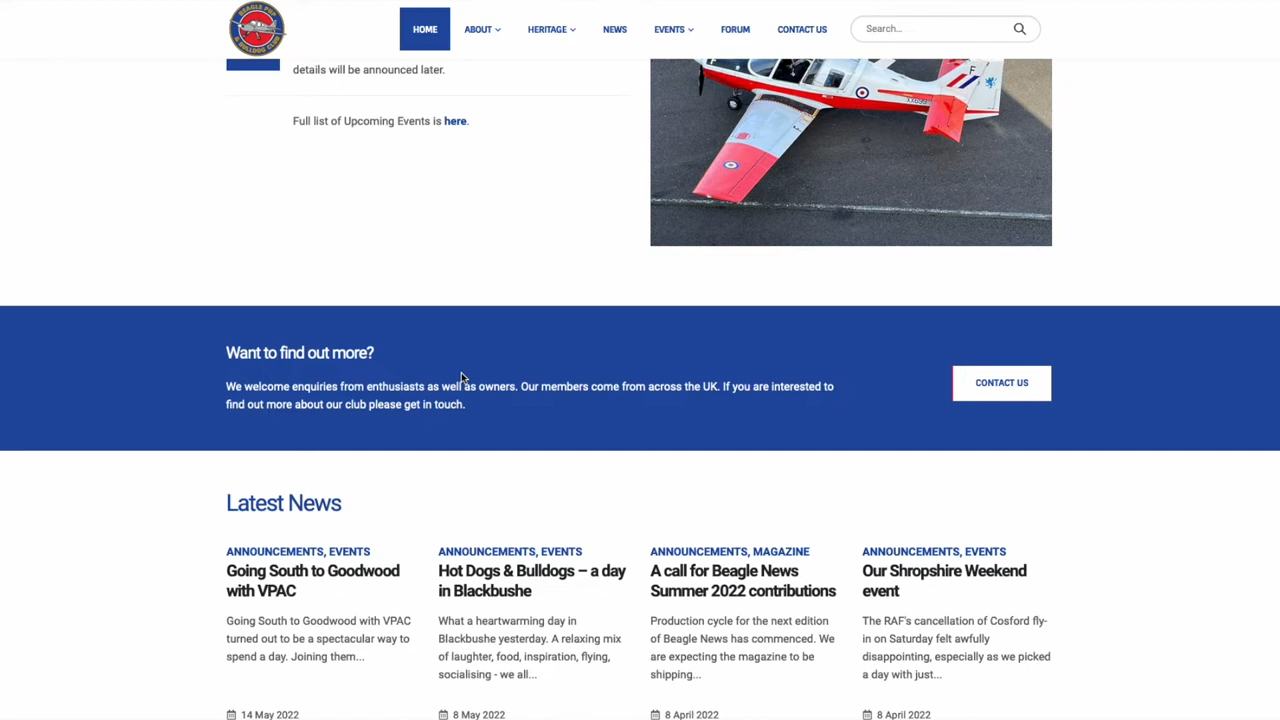 BEAGLE PUP
& BULLDOG CLUB
HOME
ABOUT
HERITAGE
NEWS
EVENTS
FORUM
CONTACT US
Search...
details will be announced later.
Full list of Upcoming Events is here.
Want to find out more?
We welcome enquiries from enthusiasts as well as owners. Our members come from across the UK. If you are interested to
find out more about our club please get in touch.
CONTACT US
Latest News
ANNOUNCEMENTS, EVENTS
Going South to Goodwood
with VPAC
Going South to Goodwood with VPAC
turned out to be a spectacular way to
spend a day. Joining them...
14 May 2022
ANNOUNCEMENTS, EVENTS
Hot Dogs & Bulldogs – a day
in Blackbushe
What a heartwarming day in
Blackbushe yesterday. A relaxing mix
of laughter, food, inspiration, flying,
socialising - we all...
8 May 2022
ANNOUNCEMENTS, MAGAZINE
A call for Beagle News
Summer 2022 contributions
Production cycle for the next edition
of Beagle News has commenced. We
are expecting the magazine to be
shipping...
8 April 2022
ANNOUNCEMENTS, EVENTS
Our Shropshire Weekend
event
The RAF's cancellation of Cosford fly-
in on Saturday felt awfully
disappointing, especially as we picked
a day with just...
8 April 2022